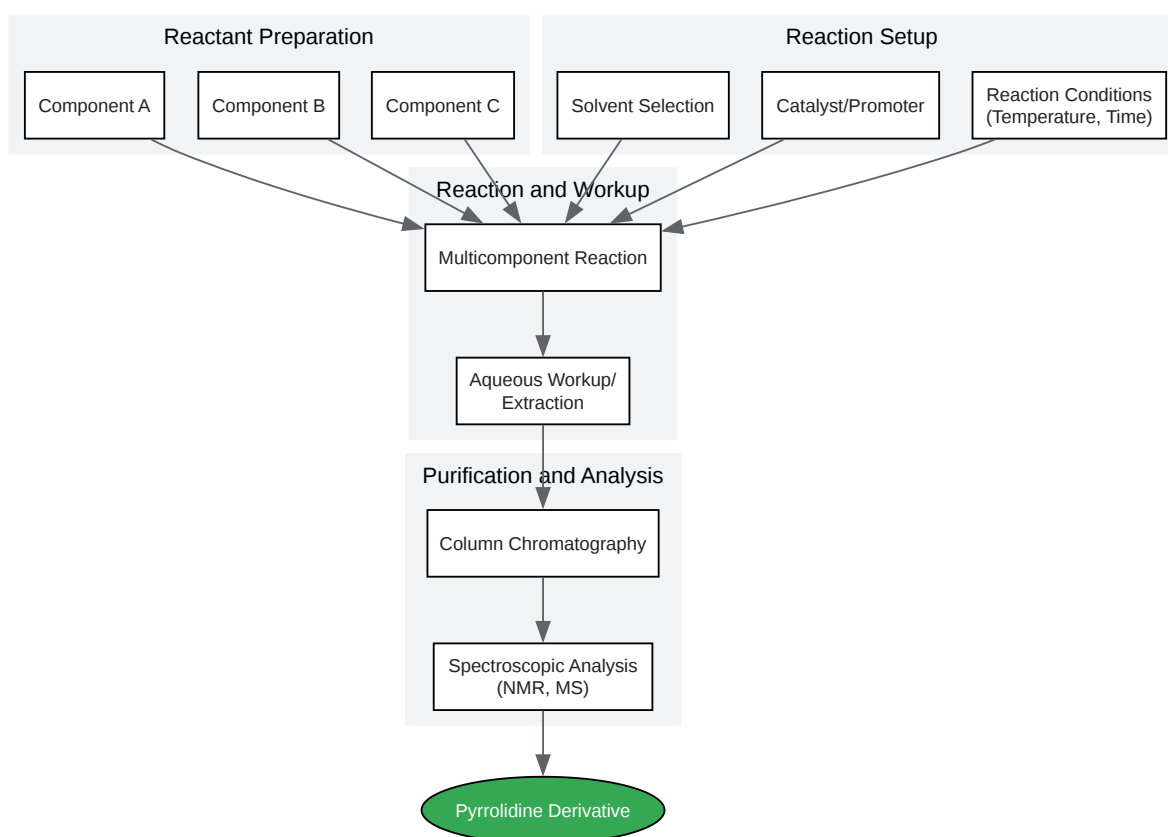 Reactant Preparation
Reaction Setup
Component A
Component B
Component C
Solvent Selection
Catalyst/Promoter
Reaction Conditions
(Temperature, Time)
Reaction and Workup
Multicomponent Reaction
Aqueous Workup/
Extraction
Purification and Analysis
Column Chromatography
Spectroscopic Analysis
(NMR, MS)
Pyrrolidine Derivative